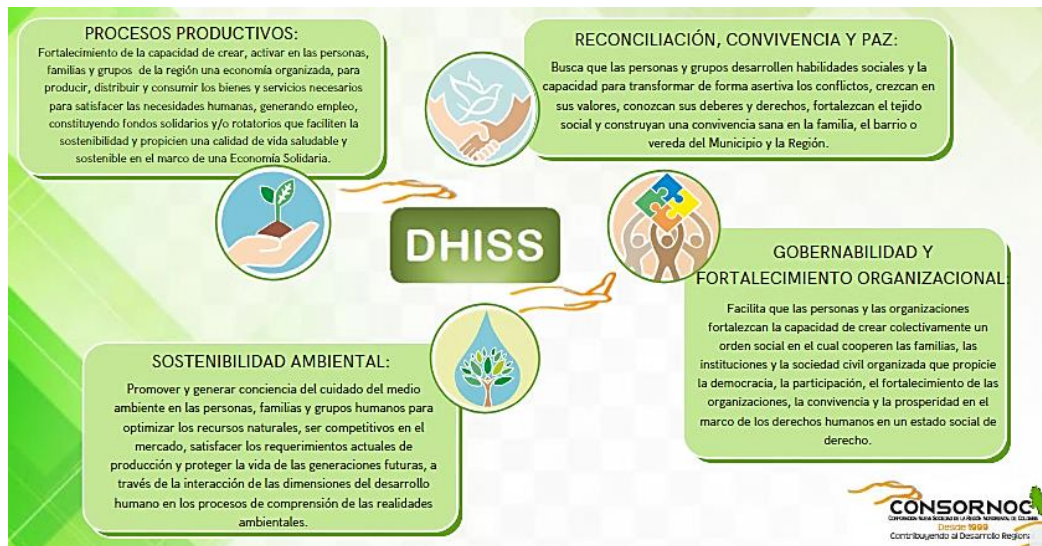 PROCESOS PRODUCTIVOS:
Fortalecimiento de la capacidad de crear, activar en las personas,
familias y grupos de la región una economía organizada, para
producir, distribuir y consumir los bienes y servicios necesarios
para satisfacer las necesidades humanas, generando empleo,
constituyendo fondos solidarios y/o rotatorios que faciliten la
sostenibilidad y propicien una calidad de vida saludable y
sostenible en el marco de una Economía Solidaria.
RECONCILIACIÓN, CONVIVENCIA Y PAZ:
Busca que las personas y grupos desarrollen habilidades sociales y la
capacidad para transformar de forma asertiva los conflictos, crezcan en
sus valores, conozcan sus deberes y derechos, fortalezcan el tejido
social y construyan una convivencia sana en la familia, el barrio o
vereda del Municipio y la Región.
DHISS
GOBERNABILIDAD Y
FORTALECIMIENTO ORGANIZACIONAL:
Facilita que las personas y las organizaciones
fortalezcan la capacidad de crear colectivamente un
orden social en el cual cooperen las familias, las
instituciones y la sociedad civil organizada que propicie
la democracia, la participación, el fortalecimiento de las
organizaciones, la convivencia y la prosperidad en el
marco de los derechos humanos en un estado social de
derecho.
SOSTENIBILIDAD AMBIENTAL:
Promover y generar conciencia del cuidado del medio
ambiente en las personas, familias y grupos humanos para
optimizar los recursos naturales, ser competitivos en el
mercado, satisfacer los requerimientos actuales de
producción y proteger la vida de las generaciones futuras, a
través de la interacción de las dimensiones del desarrollo
humano en los procesos de comprensión de las realidades
ambientales.
CONSORNOC
CORPORACIÓN NUEVA SOCIEDAD DE LA REGIÓN NORORIENTAL DE COLOMBIA
Desde 1999
Contribuyendo al Desarrollo Regional